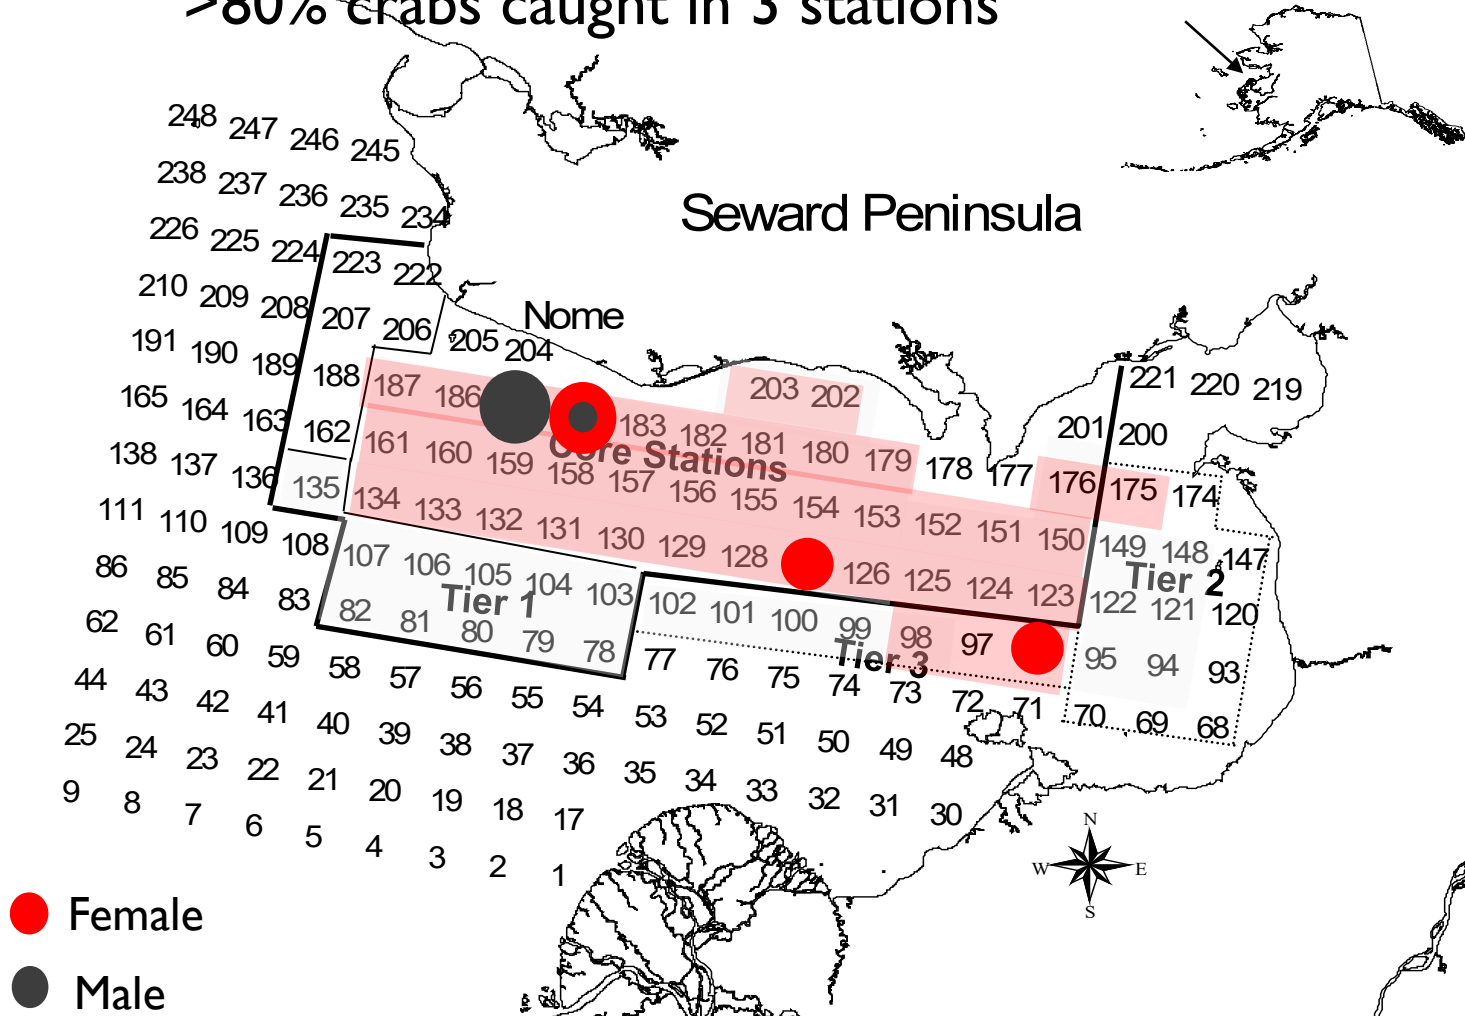 >80% crabs caught in 3 stations
Seward Peninsula
Nome
248 247 246 245
238 237 236 235 234
226 225 224 223 222
210 209 208 207 206 205 204
191 190 189 188 187 186 183 203 202 221 220 219
165 164 163 162 161 160 159 158 157 182 181 180 179 178 177 201 200
Core Stations
138 137 136 135 134 133 132 131 130 156 155 154 153 152 151 150 176 175 174
111 110 109 108 107 106 105 104 103 129 128 126 125 124 123 149 148 147
Tier 1
Tier 2
86 85 84 83 82 81 80 79 78 102 101 100 99 98 97 122 121 120
Tier 3
62 61 60 59 58 57 56 55 54 77 76 75 74 73 72 71 95 94 93
44 43 42 41 40 39 38 37 36 53 52 51 50 49 48 70 69 68
25 24 23 22 21 20 19 18 17 35 34 33 32 31 30
9 8 7 6 5 4 3 2 1
N
W E
S
Female
Male